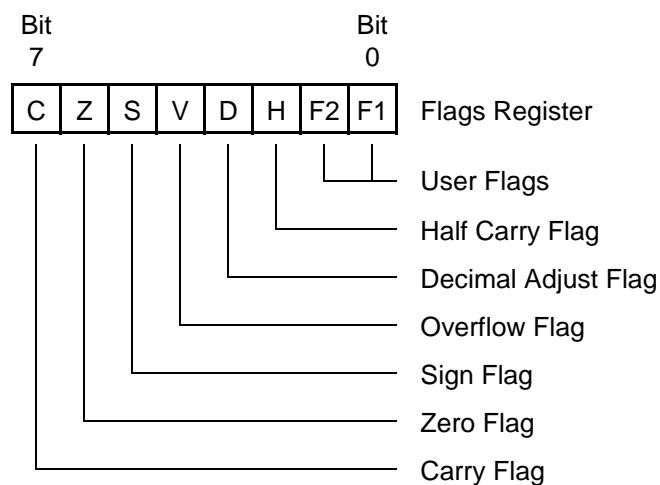 Bit Bit
7 0
C Z S V D H F2 F1 Flags Register
User Flags
Half Carry Flag
Decimal Adjust Flag
Overflow Flag
Sign Flag
Zero Flag
Carry Flag